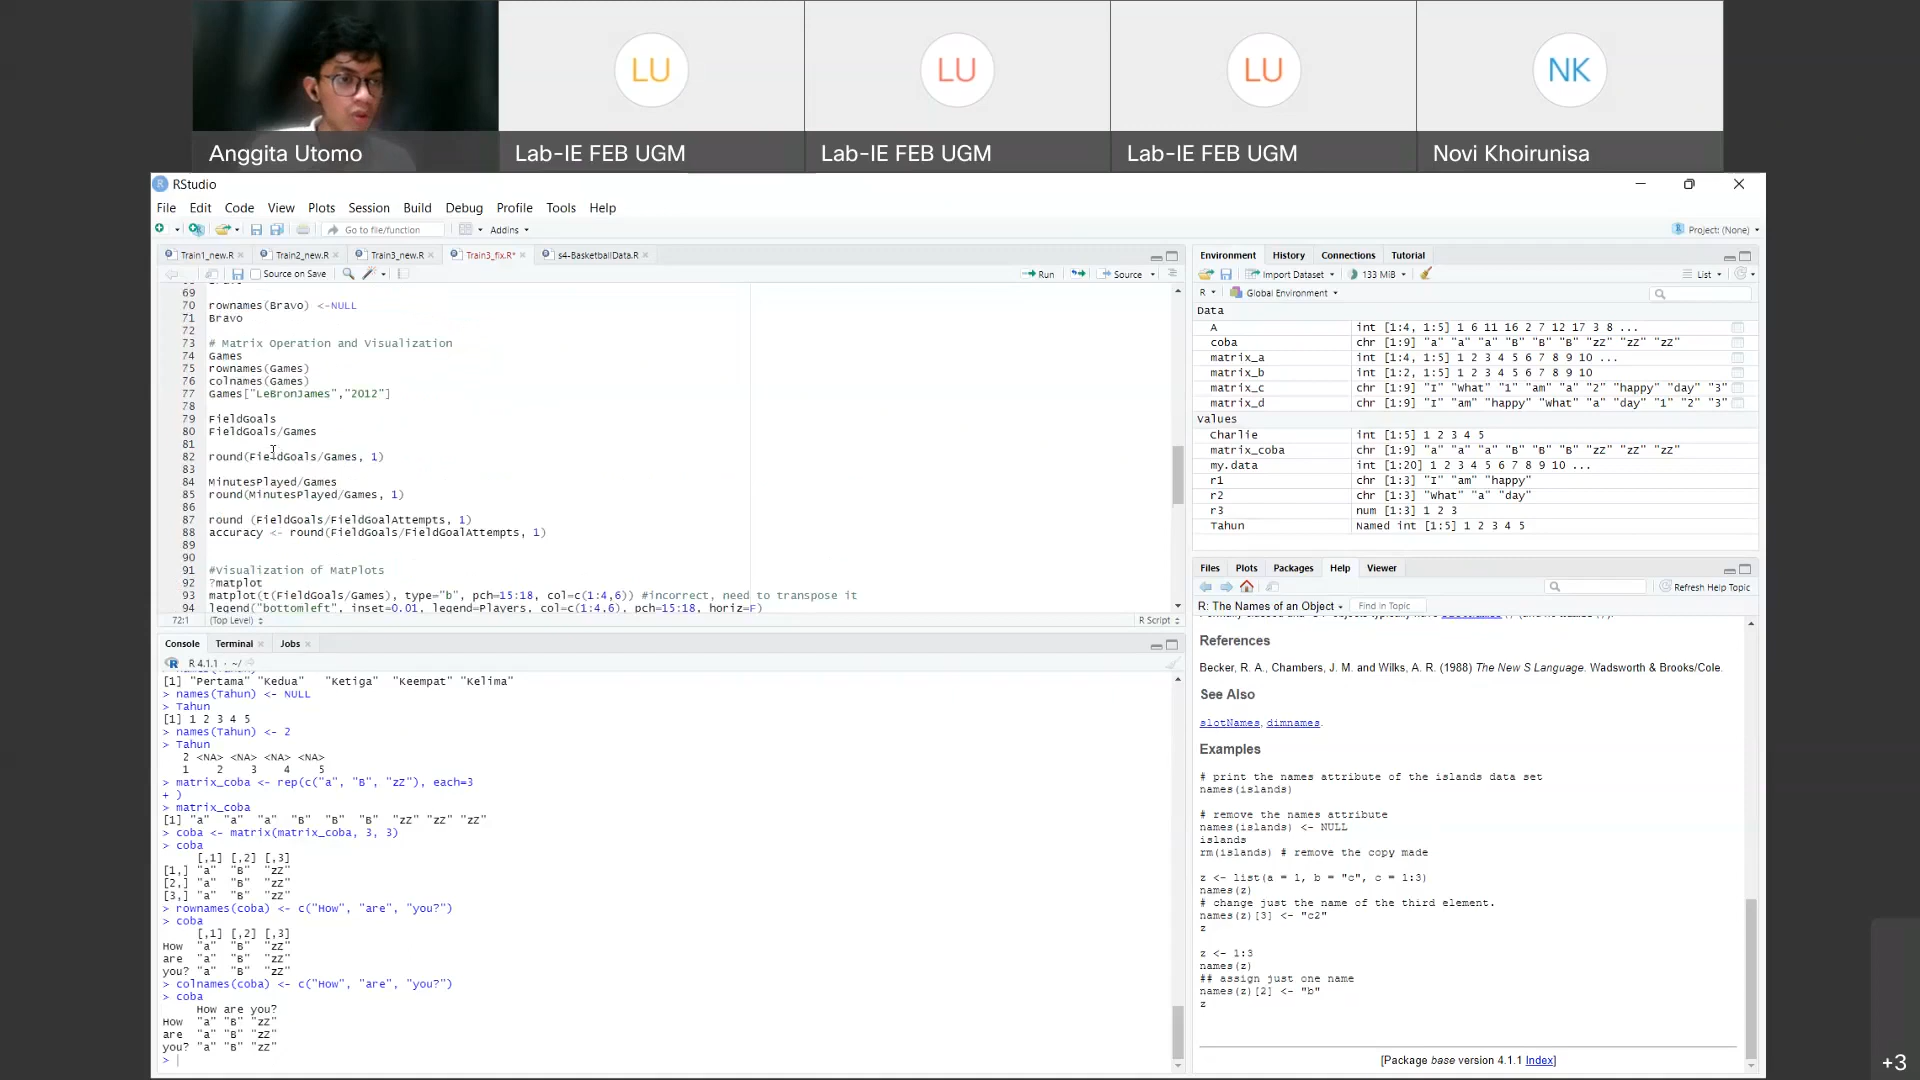 LU
LU
LU
NK
Anggita Utomo
Lab-IE FEB UGM
Lab-IE FEB UGM
Lab-IE FEB UGM
Novi Khoirunisa
RStudio
File Edit Code View Plots Session Build Debug Profile Tools Help
Go to file/function
Addins
Project: (None)
Train1_new.R
Train2_new.R
Train3_new.R
Train3_fix.R*
s4-BasketballData.R
Source on Save
Run
Source
69
70 rownames(Bravo) <-NULL
71 Bravo
72
73 # Matrix Operation and Visualization
74 Games
75 rownames(Games)
76 colnames(Games)
77 Games["LeBronJames","2012"]
78
79 FieldGoals
80 FieldGoals/Games
81
82 round(FieldGoals/Games, 1)
83
84 MinutesPlayed/Games
85 round(MinutesPlayed/Games, 1)
86
87 round (FieldGoals/FieldGoalAttempts, 1)
88 accuracy <- round(FieldGoals/FieldGoalAttempts, 1)
89
90
91 #Visualization of MatPlots
92 ?matplot
93 matplot(t(FieldGoals/Games), type="b", pch=15:18, col=c(1:4,6)) #incorrect, need to transpose it
94 legend("bottomleft", inset=0.01, legend=Players, col=c(1:4,6), pch=15:18, horiz=F)
72:1 (Top Level)
R Script
Console Terminal Jobs
R 4.1.1 · ~/
[1] "Pertama" "Kedua" "Ketiga" "Keempat" "Kelima"
> names(Tahun) <- NULL
> Tahun
[1] 1 2 3 4 5
> names(Tahun) <- 2
> Tahun
2 <NA> <NA> <NA> <NA>
1 2 3 4 5
> matrix_coba <- rep(c("a", "B", "zZ"), each=3
+ )
> matrix_coba
[1] "a" "a" "a" "B" "B" "B" "zZ" "zZ" "zZ"
> coba <- matrix(matrix_coba, 3, 3)
> coba
[,1] [,2] [,3]
[1,] "a" "B" "zZ"
[2,] "a" "B" "zZ"
[3,] "a" "B" "zZ"
> rownames(coba) <- c("How", "are", "you?")
> coba
[,1] [,2] [,3]
How "a" "B" "zZ"
are "a" "B" "zZ"
you? "a" "B" "zZ"
> colnames(coba) <- c("How", "are", "you?")
> coba
How are you?
How "a" "B" "zZ"
are "a" "B" "zZ"
you? "a" "B" "zZ"
>
Environment History Connections Tutorial
Import Dataset
133 MiB
List
R
Global Environment
Data
A int [1:4, 1:5] 1 6 11 16 2 7 12 17 3 8 ...
coba chr [1:9] "a" "a" "a" "B" "B" "B" "zZ" "zZ" "zZ"
matrix_a int [1:4, 1:5] 1 2 3 4 5 6 7 8 9 10 ...
matrix_b int [1:2, 1:5] 1 2 3 4 5 6 7 8 9 10
matrix_c chr [1:9] "I" "What" "1" "am" "a" "2" "happy" "day" "3"
matrix_d chr [1:9] "I" "am" "happy" "What" "a" "day" "1" "2" "3"
Values
Charlie int [1:5] 1 2 3 4 5
matrix_coba chr [1:9] "a" "a" "a" "B" "B" "B" "zZ" "zZ" "zZ"
my.data int [1:20] 1 2 3 4 5 6 7 8 9 10 ...
r1 chr [1:3] "I" "am" "happy"
r2 chr [1:3] "What" "a" "day"
r3 num [1:3] 1 2 3
Tahun Named int [1:5] 1 2 3 4 5
Files Plots Packages Help Viewer
Refresh Help Topic
R: The Names of an Object
Find in Topic
References
Becker, R. A., Chambers, J. M. and Wilks, A. R. (1988) The New S Language. Wadsworth & Brooks/Cole.
See Also
slotNames, dimnames.
Examples
# print the names attribute of the islands data set
names(islands)
# remove the names attribute
names(islands) <- NULL
islands
rm(islands) # remove the copy made
z <- list(a = 1, b = "c", c = 1:3)
names(z)
# change just the name of the third element.
names(z)[3] <- "c2"
z
z <- 1:3
names(z)
## assign just one name
names(z)[2] <- "b"
z
[Package base version 4.1.1 Index]
+3